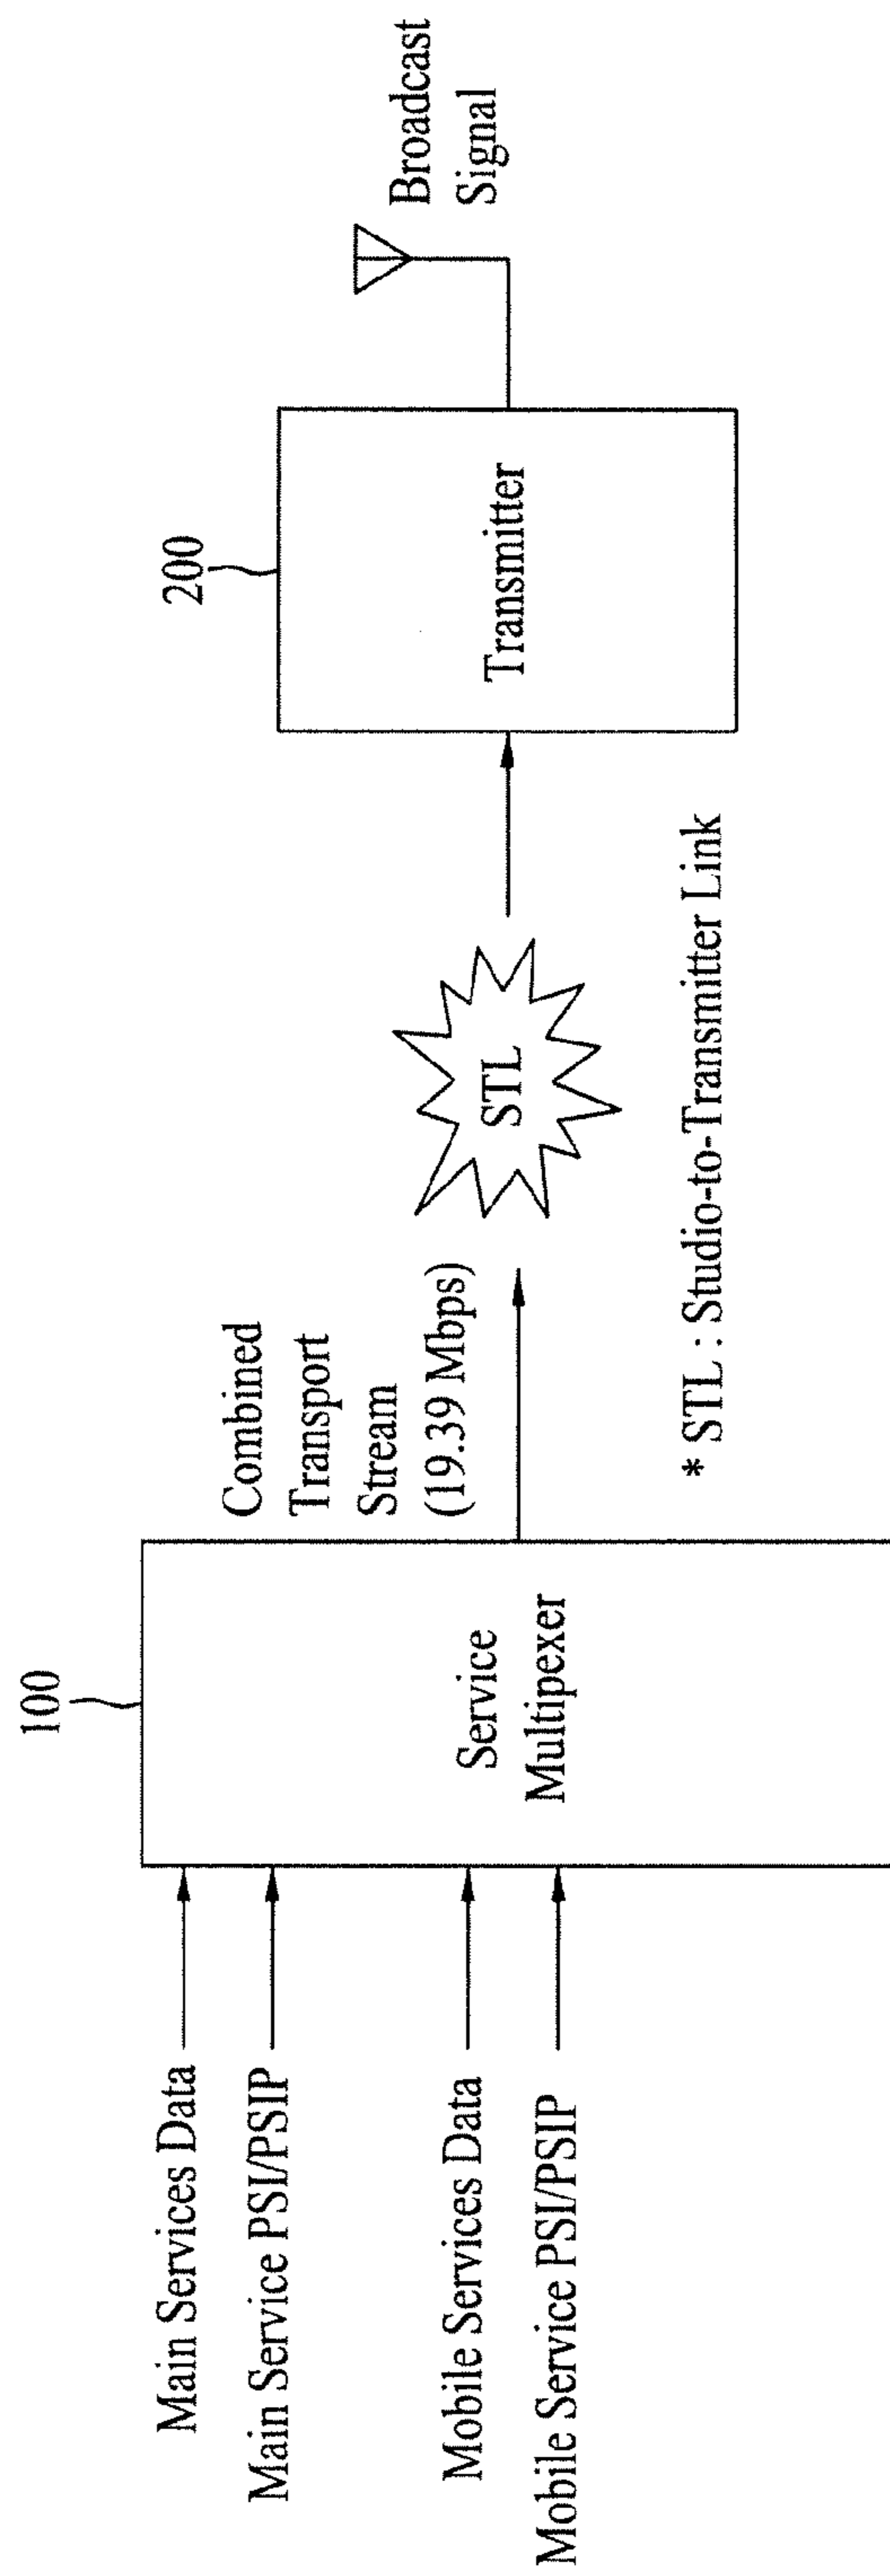 Main Services Data
Main Service PSI/PSIP
Mobile Services Data
Mobile Service PSI/PSIP
100
Service
Multipexer
Combined
Transport
Stream
(19.39 Mbps)
STL
* STL : Studio-to-Transmitter Link
200
Transmitter
Broadcast
Signal